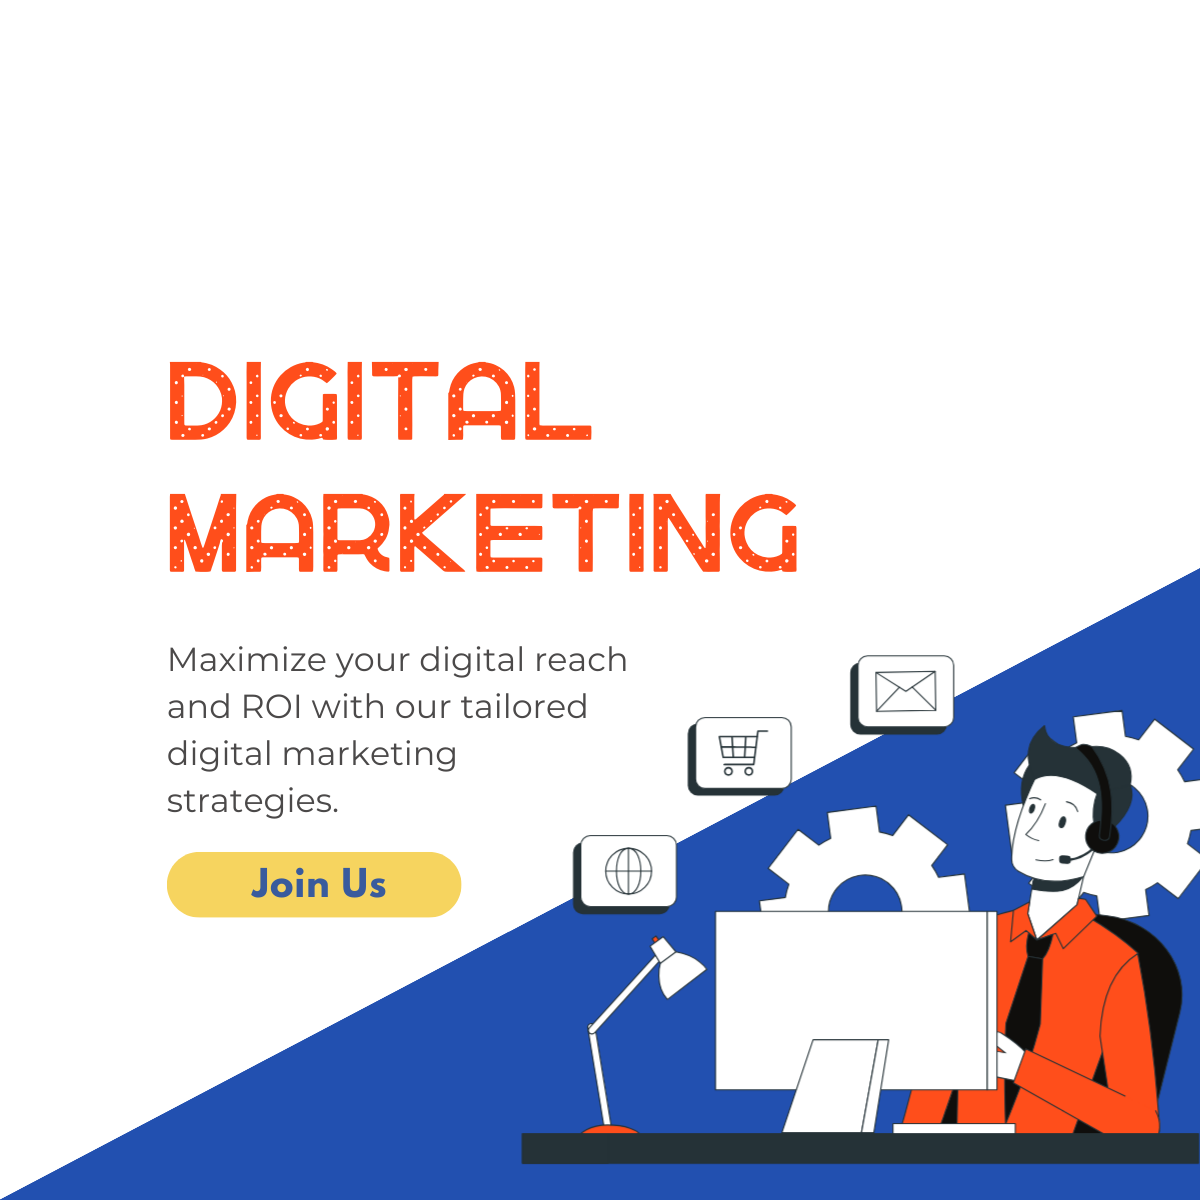 DIGITAL
MARKETING
Maximize your digital reach
and ROI with our tailored
digital marketing
strategies.
Join Us